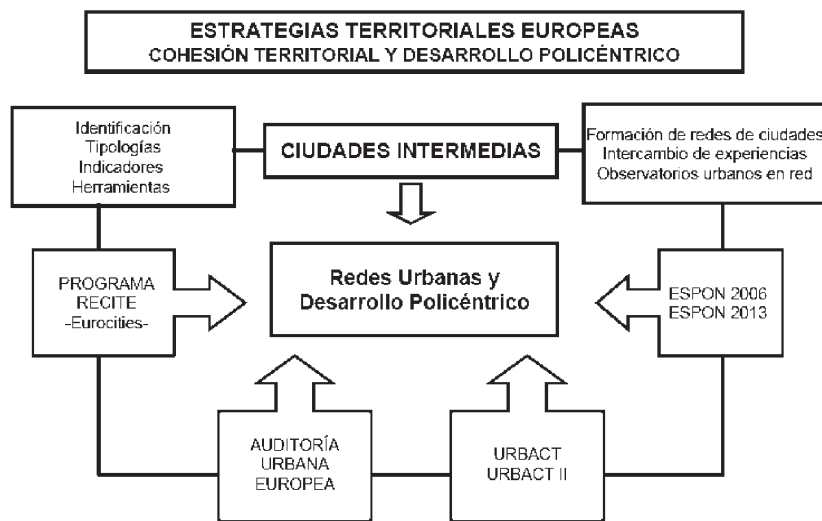 ESTRATEGIAS TERRITORIALES EUROPEAS
COHESIÓN TERRITORIAL Y DESARROLLO POLICÉNTRICO
Identificación
Tipologías
Indicadores
Herramientas
CIUDADES INTERMEDIAS
Formación de redes de ciudades
Intercambio de experiencias
Observatorios urbanos en red
PROGRAMA
RECITE
-Eurocities-
Redes Urbanas y
Desarrollo Policéntrico
ESPON 2006
ESPON 2013
AUDITORÍA
URBANA
EUROPEA
URBACT
URBACT II